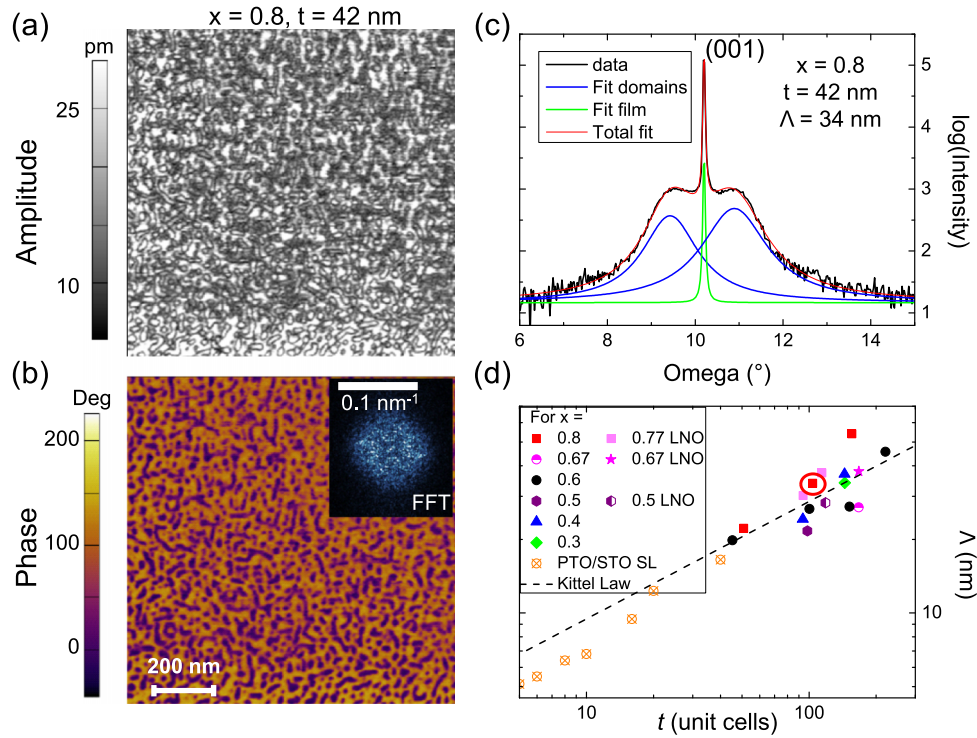 x = 0.8, t = 42 nm
(a)
pm
25
10
Amplitude
(b)
Deg
200
100
0
Phase
0.1 nm⁻¹
FFT
200 nm
(c)
(001)
data
Fit domains
Fit film
Total fit
x = 0.8
t = 42 nm
Λ = 34 nm
5
4
3
2
1
log(Intensity)
6 8 10 12 14
Omega (°)
(d)
For x =
0.8 0.77 LNO
0.67 0.67 LNO
0.6
0.5 0.5 LNO
0.4
0.3
PTO/STO SL
Kittel Law
10
Λ (nm)
10 100
t (unit cells)